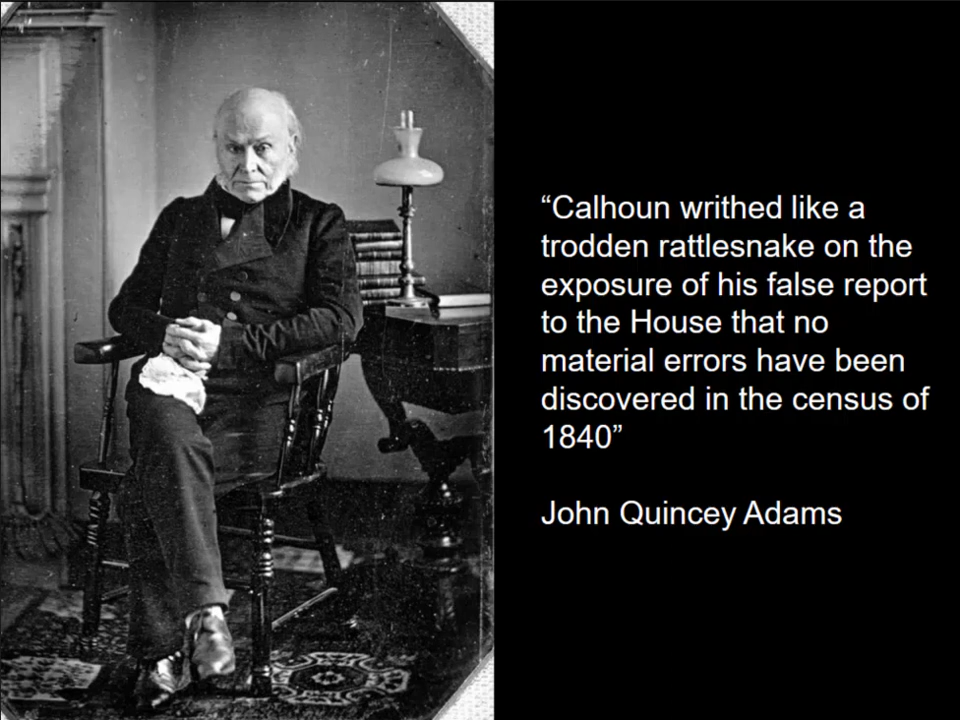 “Calhoun writhed like a
trodden rattlesnake on the
exposure of his false report
to the House that no
material errors have been
discovered in the census of
1840”
John Quincey Adams